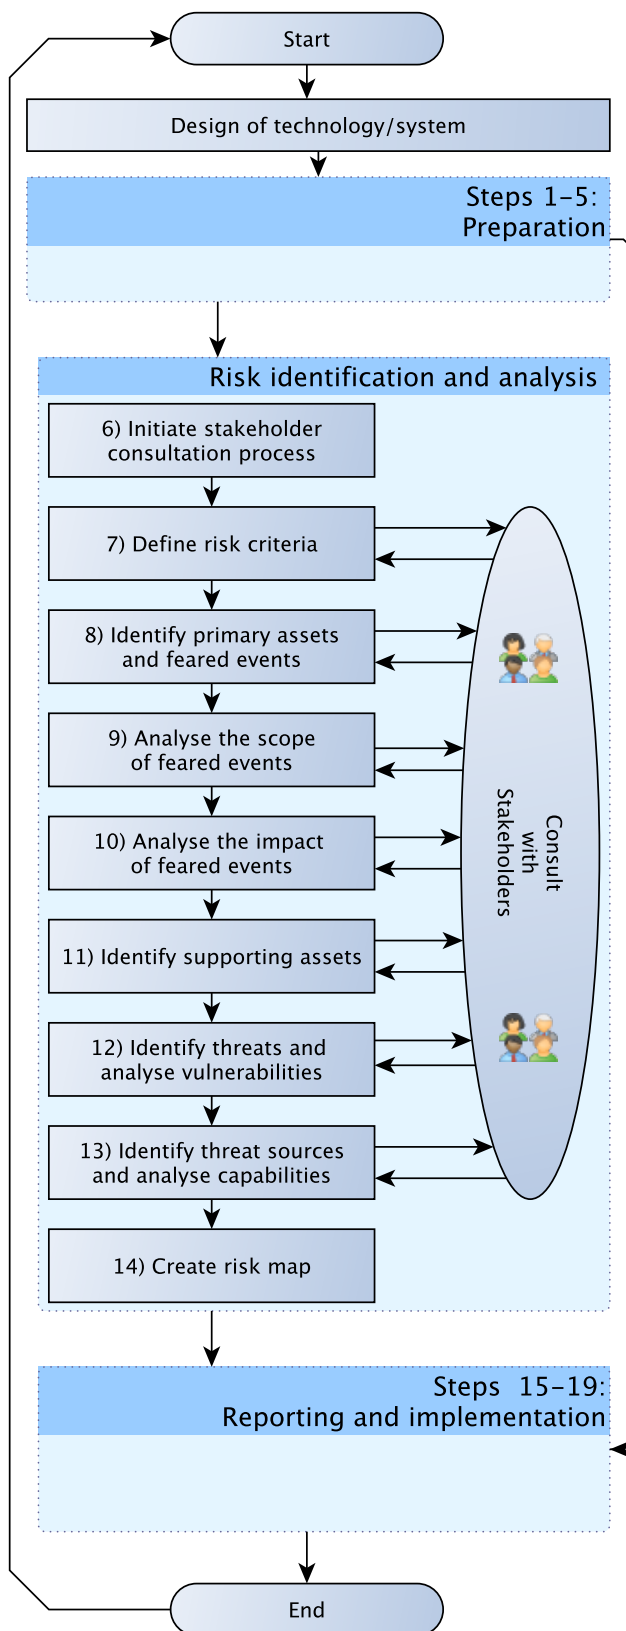 Start
Design of technology/system
Steps 1–5:
Preparation
Risk identification and analysis
6) Initiate stakeholder
consultation process
7) Define risk criteria
8) Identify primary assets
and feared events
9) Analyse the scope
of feared events
10) Analyse the impact
of feared events
11) Identify supporting assets
12) Identify threats and
analyse vulnerabilities
13) Identify threat sources
and analyse capabilities
14) Create risk map
Consult
with
Stakeholders
Steps 15–19:
Reporting and implementation
End